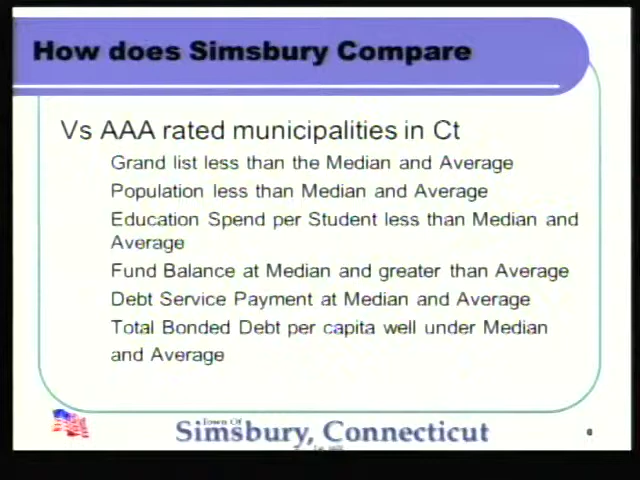 How does Simsbury Compare
Vs AAA rated municipalities in Ct
Grand list less than the Median and Average
Population less than Median and Average
Education Spend per Student less than Median and
Average
Fund Balance at Median and greater than Average
Debt Service Payment at Median and Average
Total Bonded Debt per capita well under Median
and Average
Town Of
Simsbury, Connecticut